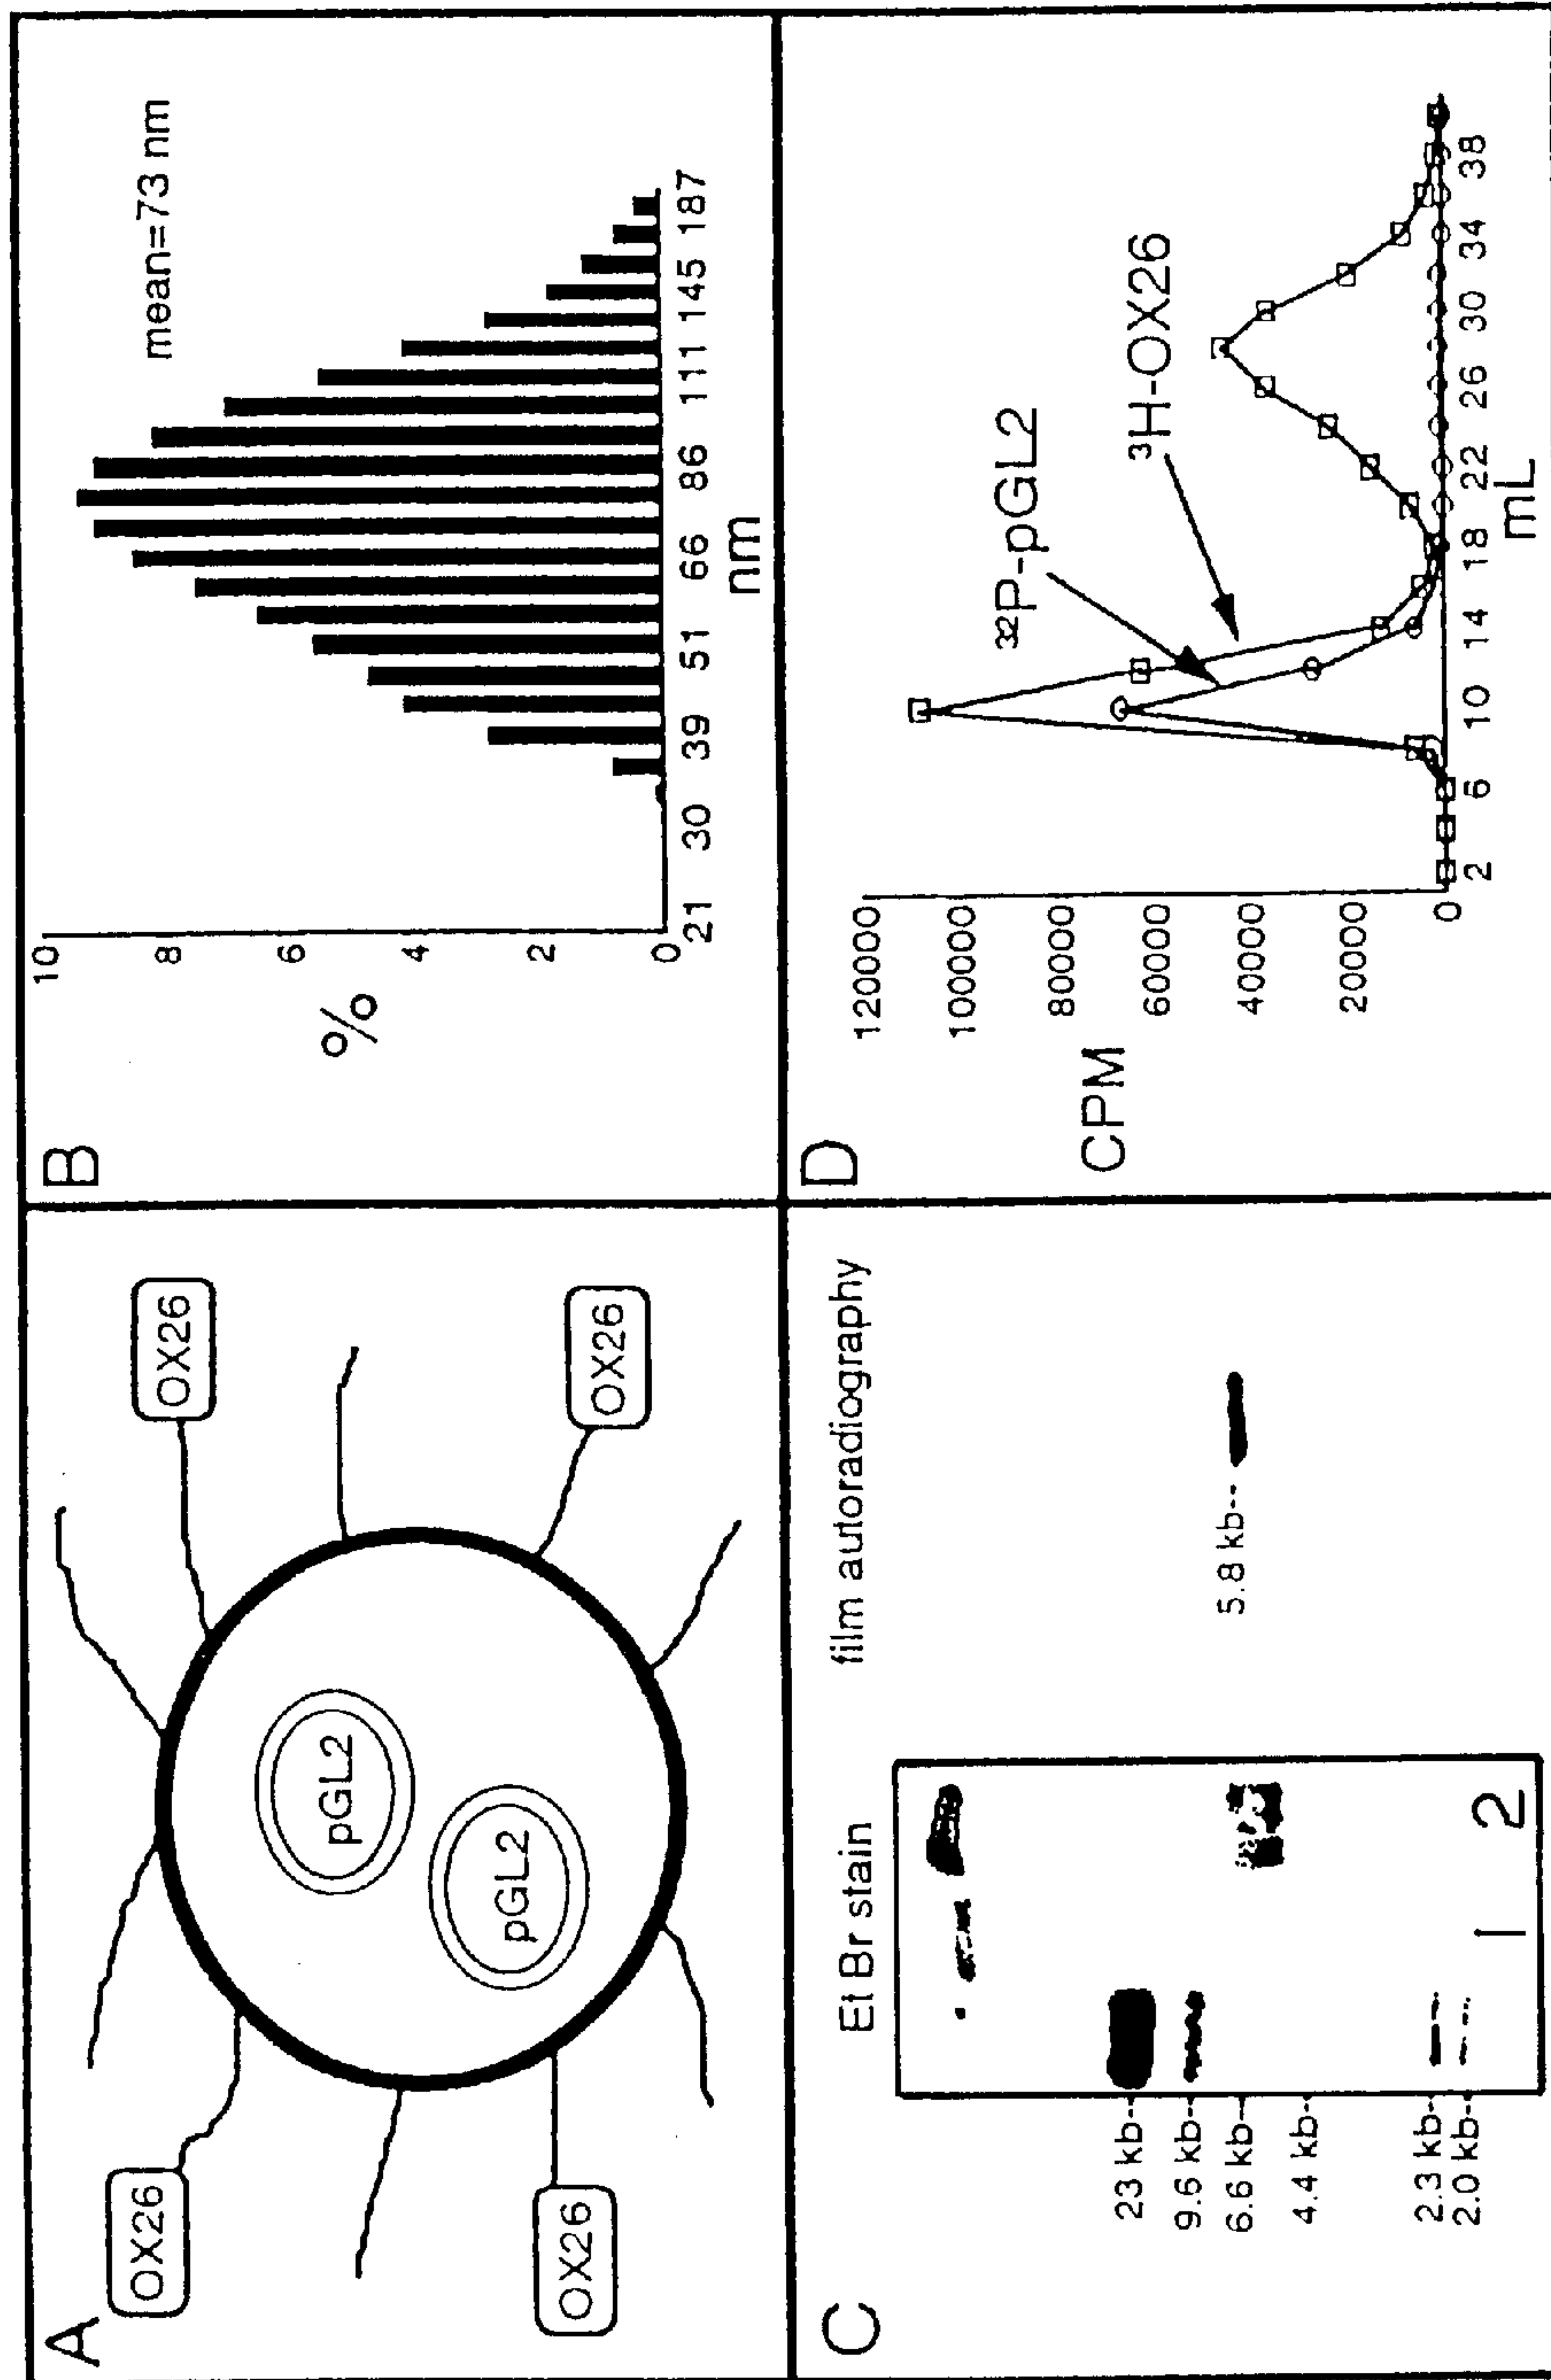 A
OX26
OX26
pGL2
pGL2
OX26
OX26
B
mean=73 nm
10
8
6
4
2
0
%
21 30 39 51 66 86 111 145 187
nm
C
Et Br stain
film autoradiography
23 kb--
9.6 kb--
6.6 kb--
4.4 kb--
2.3 kb--
2.0 kb--
1 2
5.8 kb--
D
120000
100000
80000
60000
40000
20000
0
CPM
³²P-pGL2
³H-OX26
2 6 10 14 18 22 26 30 34 38
mL